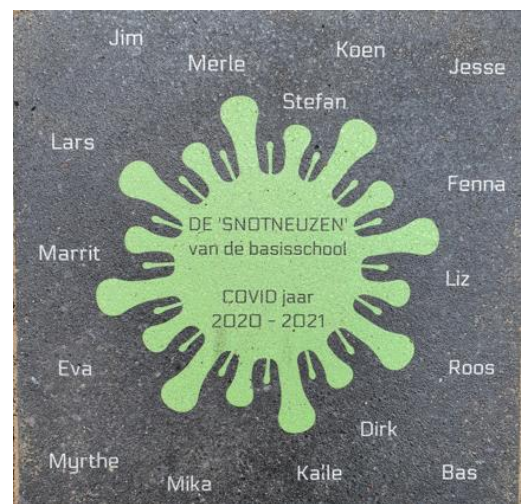 Jim
Merle
Koen
Jesse
Stefan
Lars
Fenna
DE 'SNOTNEUZEN'
van de basisschool
Marrit
Liz
COVID jaar
2020 - 2021
Eva
Roos
Dirk
Myrthe
Mika
Kalle
Bas